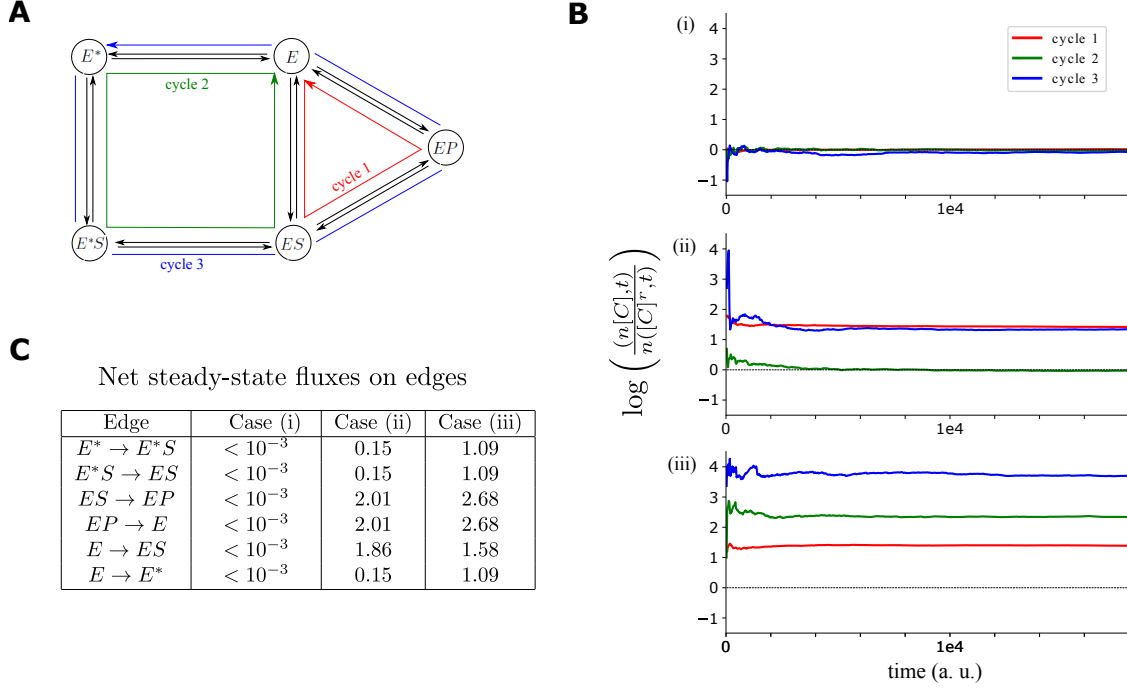 A
E*
E
cycle 2
EP
cycle 1
E*S
ES
cycle 3
C
Net steady-state fluxes on edges
Edge Case (i) Case (ii) Case (iii)
E* → E*S < 10⁻³ 0.15 1.09
E*S → ES < 10⁻³ 0.15 1.09
ES → EP < 10⁻³ 2.01 2.68
EP → E < 10⁻³ 2.01 2.68
E → ES < 10⁻³ 1.86 1.58
E → E* < 10⁻³ 0.15 1.09
B
log ( (n[C],t) / n([C]ʳ,t) )
(i)
cycle 1
cycle 2
cycle 3
4
3
2
1
0
−1
0 1e4
(ii)
4
3
2
1
0
−1
0 1e4
(iii)
4
3
2
1
0
−1
0 1e4
time (a. u.)